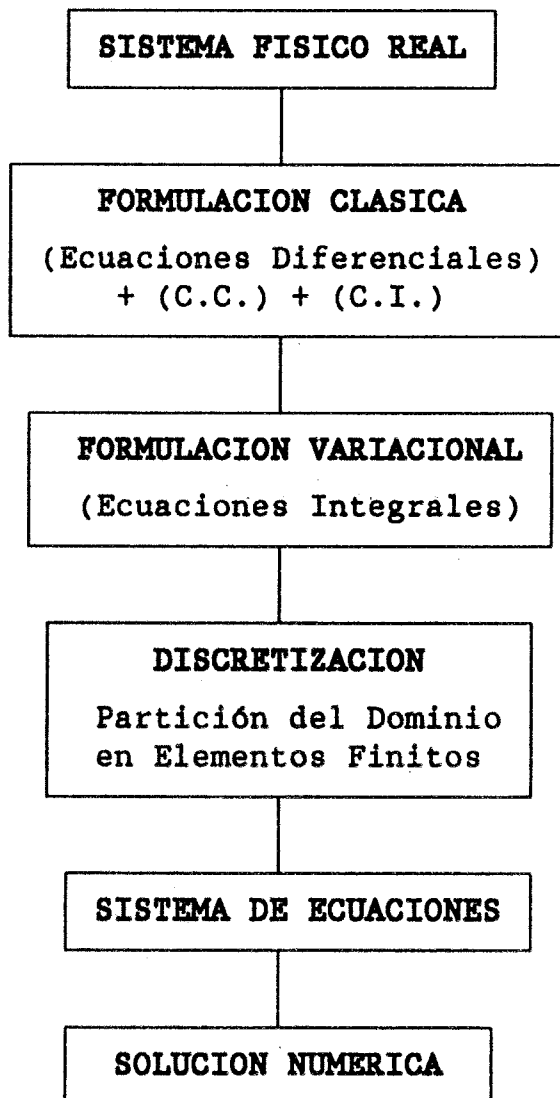 SISTEMA FISICO REAL
FORMULACION CLASICA
(Ecuaciones Diferenciales)
+ (C.C.) + (C.I.)
FORMULACION VARIACIONAL
(Ecuaciones Integrales)
DISCRETIZACION
Partición del Dominio
en Elementos Finitos
SISTEMA DE ECUACIONES
SOLUCION NUMERICA